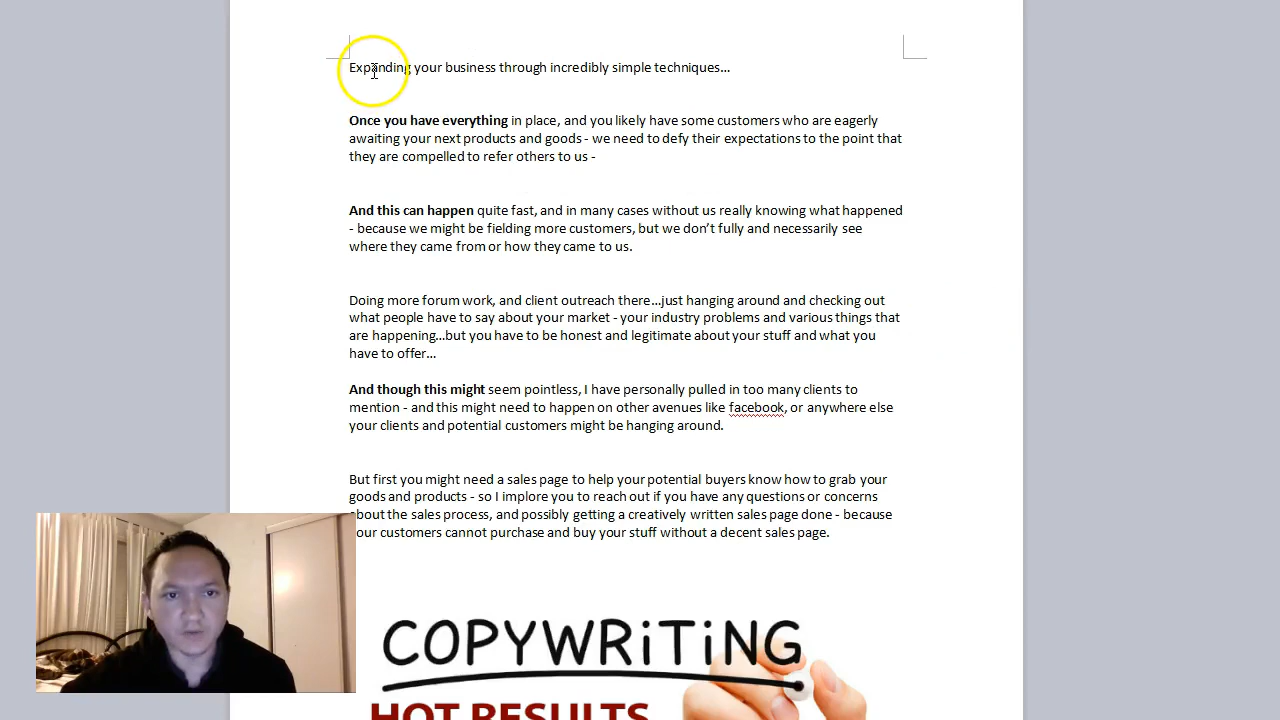 Expanding your business through incredibly simple techniques...
Once you have everything in place, and you likely have some customers who are eagerly
awaiting your next products and goods - we need to defy their expectations to the point that
they are compelled to refer others to us -
And this can happen quite fast, and in many cases without us really knowing what happened
- because we might be fielding more customers, but we don’t fully and necessarily see
where they came from or how they came to us.
Doing more forum work, and client outreach there...just hanging around and checking out
what people have to say about your market - your industry problems and various things that
are happening...but you have to be honest and legitimate about your stuff and what you
have to offer...
And though this might seem pointless, I have personally pulled in too many clients to
mention - and this might need to happen on other avenues like facebook, or anywhere else
your clients and potential customers might be hanging around.
But first you might need a sales page to help your potential buyers know how to grab your
goods and products - so I implore you to reach out if you have any questions or concerns
about the sales process, and possibly getting a creatively written sales page done - because
our customers cannot purchase and buy your stuff without a decent sales page.
COPYWRiTiNG
HOT RESULTS